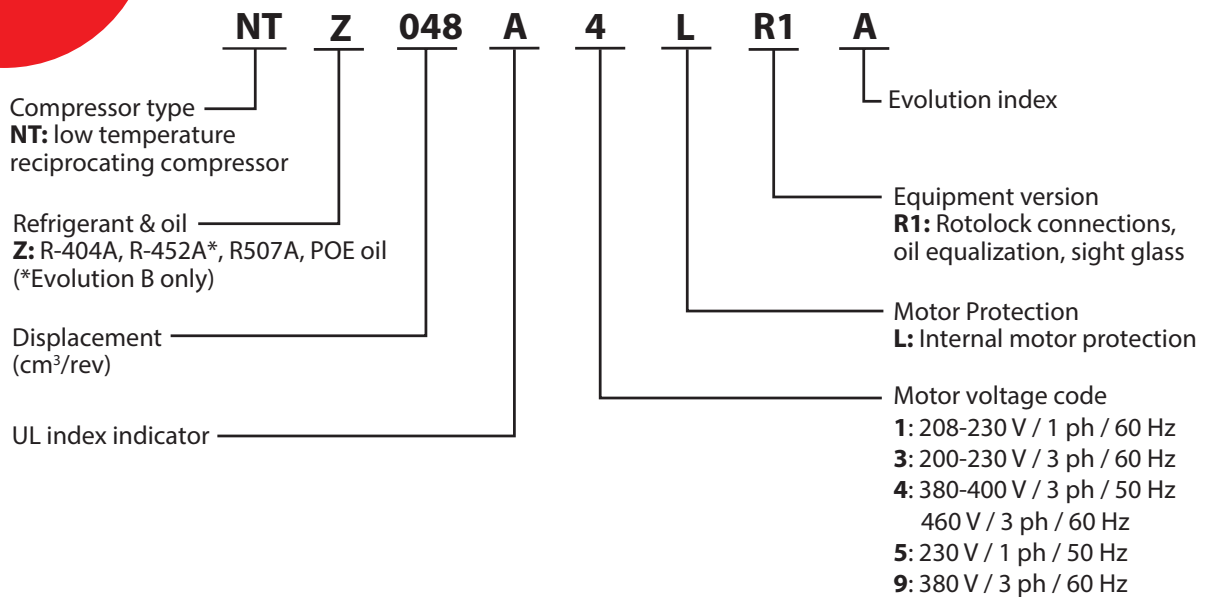 NT Z 048 A 4 L R1 A
Compressor type
NT: low temperature
reciprocating compressor
Refrigerant & oil
Z: R-404A, R-452A*, R507A, POE oil
(*Evolution B only)
Displacement
(cm³/rev)
UL index indicator
Evolution index
Equipment version
R1: Rotolock connections,
oil equalization, sight glass
Motor Protection
L: Internal motor protection
Motor voltage code
1: 208-230 V / 1 ph / 60 Hz
3: 200-230 V / 3 ph / 60 Hz
4: 380-400 V / 3 ph / 50 Hz
460 V / 3 ph / 60 Hz
5: 230 V / 1 ph / 50 Hz
9: 380 V / 3 ph / 60 Hz